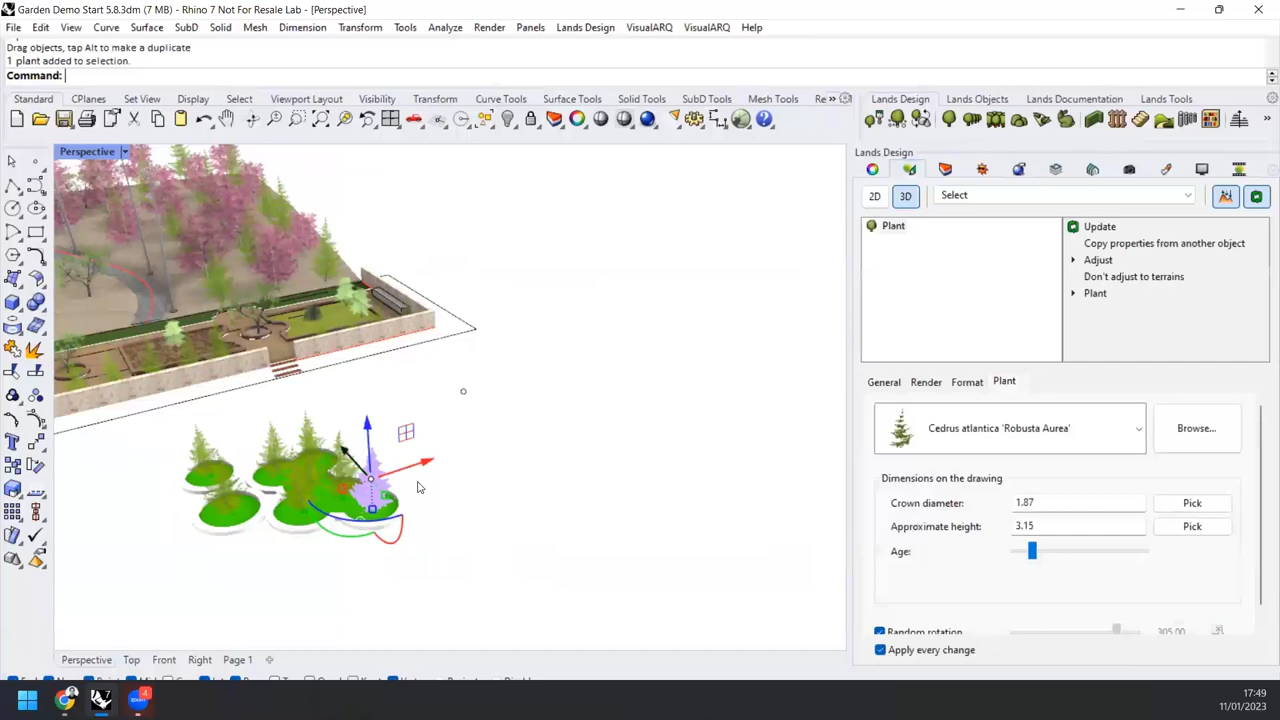 Garden Demo Start 5.8.3dm (7 MB) - Rhino 7 Not For Resale Lab - [Perspective]
File Edit View Curve Surface SubD Solid Mesh Dimension Transform Tools Analyze Render Panels Lands Design VisualARQ VisualARQ Help
Drag objects, tap Alt to make a duplicate
1 plant added to selection.
Command:
Standard CPlanes Set View Display Select Viewport Layout Visibility Transform Curve Tools Surface Tools Solid Tools SubD Tools Mesh Tools Re »
Lands Design Lands Objects Lands Documentation Lands Tools
Perspective
Lands Design
2D 3D Select
Plant
Update
Copy properties from another object
Adjust
Don't adjust to terrains
Plant
General Render Format Plant
Cedrus atlantica 'Robusta Aurea' Browse...
Dimensions on the drawing
Crown diameter: 1.87 Pick
Approximate height: 3.15 Pick
Age:
Random rotation 305.00
Apply every change
Perspective Top Front Right Page 1
zoom 4
17:49
11/01/2023